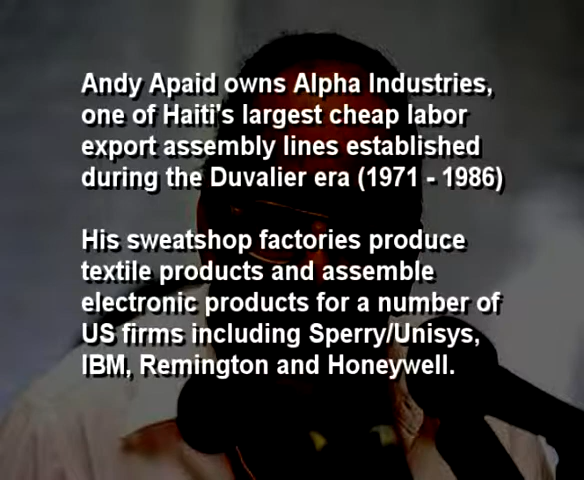 Andy Apaid owns Alpha Industries,
one of Haiti's largest cheap labor
export assembly lines established
during the Duvalier era (1971 - 1986)
His sweatshop factories produce
textile products and assemble
electronic products for a number of
US firms including Sperry/Unisys,
IBM, Remington and Honeywell.